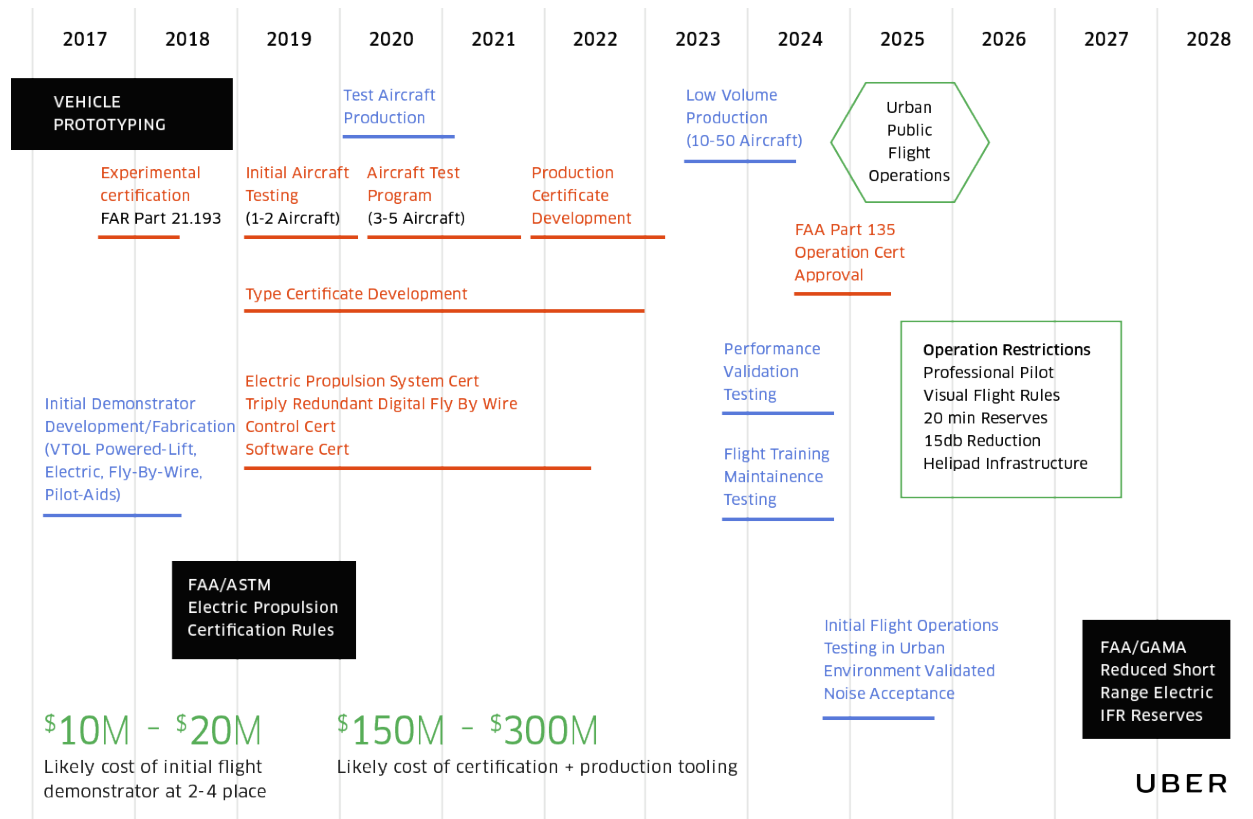 2017 2018 2019 2020 2021 2022 2023 2024 2025 2026 2027 2028
VEHICLE
PROTOTYPING
Test Aircraft
Production
Low Volume
Production
(10-50 Aircraft)
Urban
Public
Flight
Operations
Experimental
certification
FAR Part 21.193
Initial Aircraft
Testing
(1-2 Aircraft)
Aircraft Test
Program
(3-5 Aircraft)
Production
Certificate
Development
FAA Part 135
Operation Cert
Approval
Type Certificate Development
Performance
Validation
Testing
Operation Restrictions
Professional Pilot
Visual Flight Rules
20 min Reserves
15db Reduction
Helipad Infrastructure
Electric Propulsion System Cert
Triply Redundant Digital Fly By Wire
Control Cert
Software Cert
Initial Demonstrator
Development/Fabrication
(VTOL Powered-Lift,
Electric, Fly-By-Wire,
Pilot-Aids)
Flight Training
Maintainence
Testing
FAA/ASTM
Electric Propulsion
Certification Rules
Initial Flight Operations
Testing in Urban
Environment Validated
Noise Acceptance
FAA/GAMA
Reduced Short
Range Electric
IFR Reserves
$10M – $20M
Likely cost of initial flight
demonstrator at 2-4 place
$150M – $300M
Likely cost of certification + production tooling
UBER